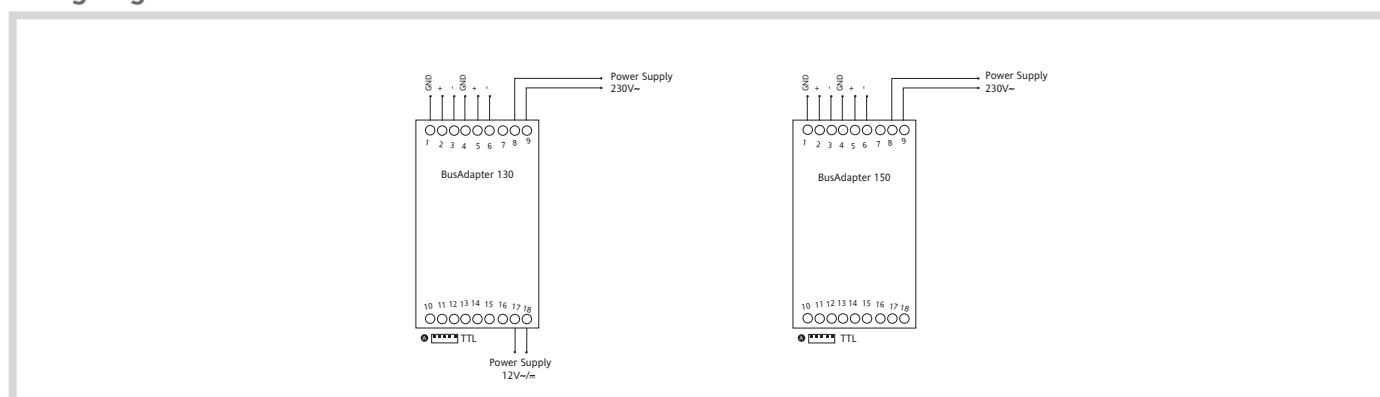 GND + - GND + -
Power Supply
230V~
1 2 3 4 5 6 7 8 9
BusAdapter 130
10 11 12 13 14 15 16 17 18
A TTL
Power Supply
12V~/⎓
GND + - GND + -
Power Supply
230V~
1 2 3 4 5 6 7 8 9
BusAdapter 150
10 11 12 13 14 15 16 17 18
A TTL